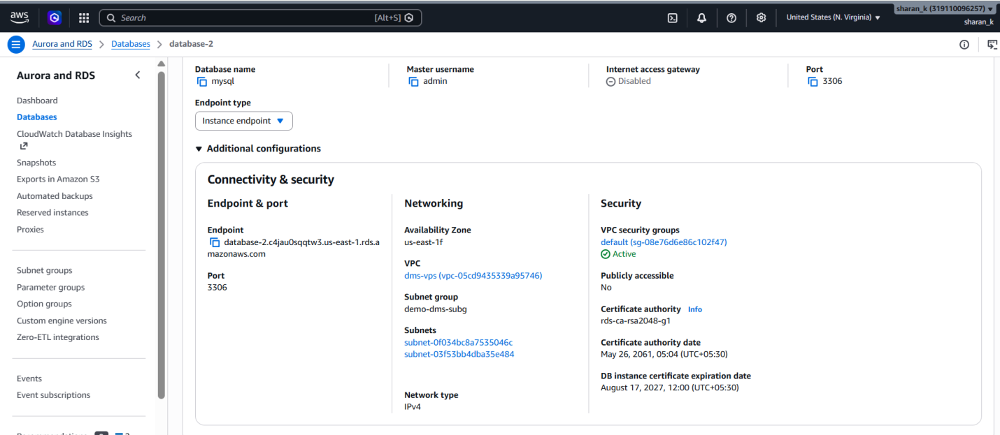 aws
Search
[Alt+S]
United States (N. Virginia)
sharan_k (319110096257)
sharan_k
Aurora and RDS > Databases > database-2
Aurora and RDS
Dashboard
Databases
CloudWatch Database Insights
Snapshots
Exports in Amazon S3
Automated backups
Reserved instances
Proxies
Subnet groups
Parameter groups
Option groups
Custom engine versions
Zero-ETL integrations
Events
Event subscriptions
Database name
mysql
Master username
admin
Internet access gateway
Disabled
Port
3306
Endpoint type
Instance endpoint
Additional configurations
Connectivity & security
Endpoint & port
Endpoint
database-2.c4jau0sqqtw3.us-east-1.rds.a
mazonaws.com
Port
3306
Networking
Availability Zone
us-east-1f
VPC
dms-vps (vpc-05cd9435339a95746)
Subnet group
demo-dms-subg
Subnets
subnet-0f034bc8a7535046c
subnet-03f53bb4dba35e484
Network type
IPv4
Security
VPC security groups
default (sg-08e76d6e86c102f47)
Active
Publicly accessible
No
Certificate authority Info
rds-ca-rsa2048-g1
Certificate authority date
May 26, 2061, 05:04 (UTC+05:30)
DB instance certificate expiration date
August 17, 2027, 12:00 (UTC+05:30)